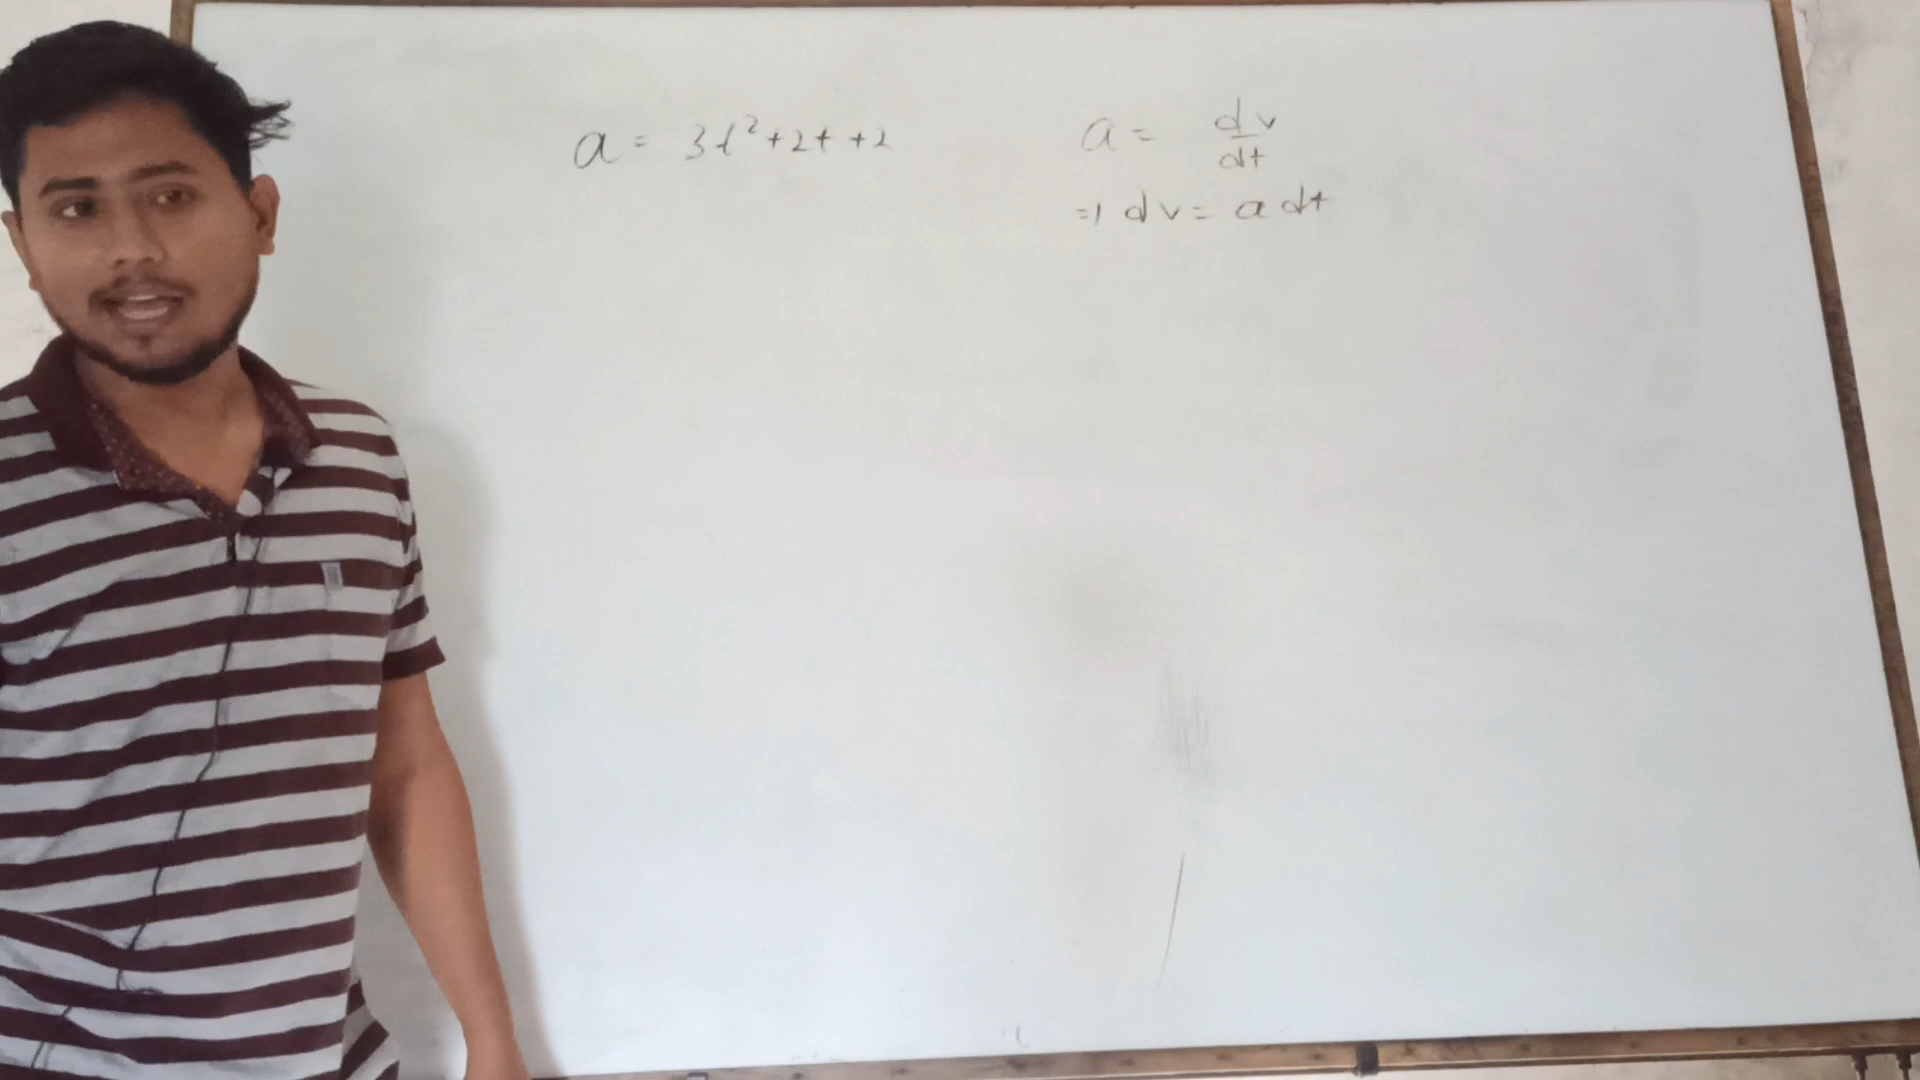 a = 3t²+2t+2
a = dv/dt
⇒ dv = a dt